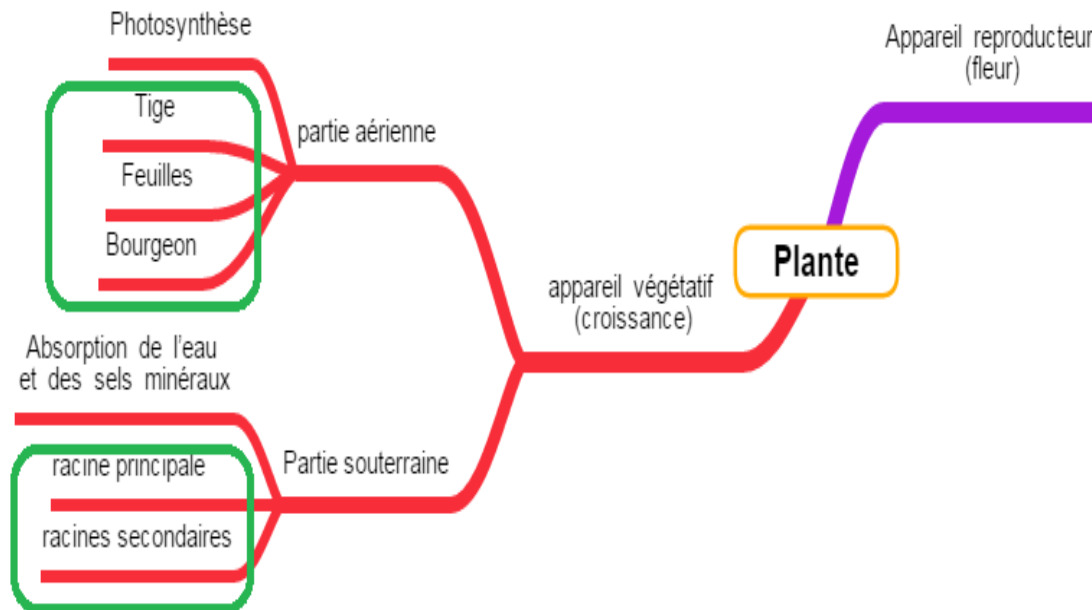 Photosynthèse
Tige
Feuilles
Bourgeon
partie aérienne
Absorption de l'eau
et des sels minéraux
racine principale
racines secondaires
Partie souterraine
appareil végétatif
(croissance)
Plante
Appareil reproducteur
(fleur)